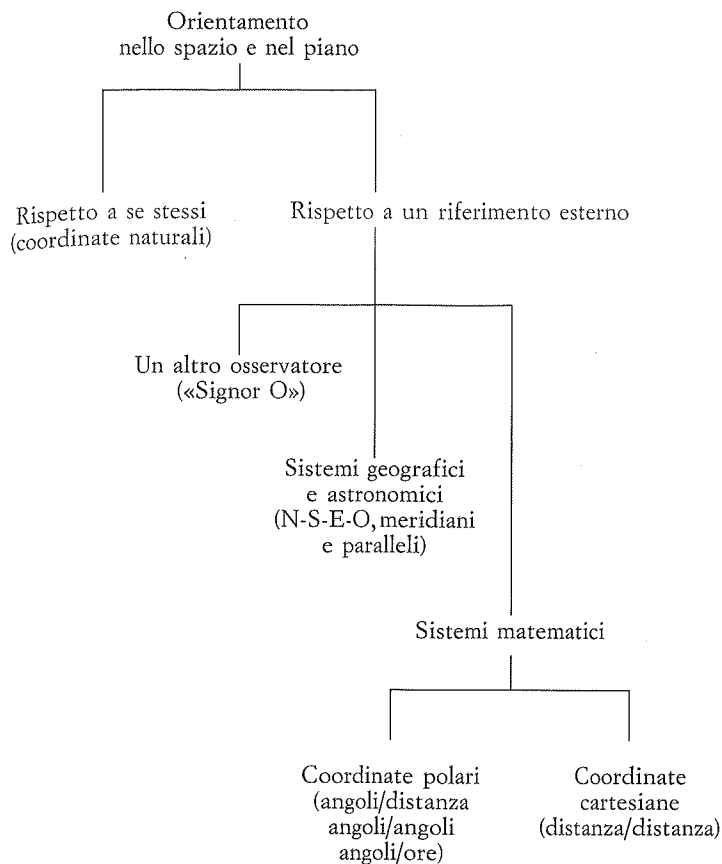 Orientamento
nello spazio e nel piano
Rispetto a se stessi
(coordinate naturali)
Rispetto a un riferimento esterno
Un altro osservatore
(«Signor O»)
Sistemi geografici
e astronomici
(N-S-E-O, meridiani
e paralleli)
Sistemi matematici
Coordinate polari
(angoli/distanza
angoli/angoli
angoli/ore)
Coordinate
cartesiane
(distanza/distanza)